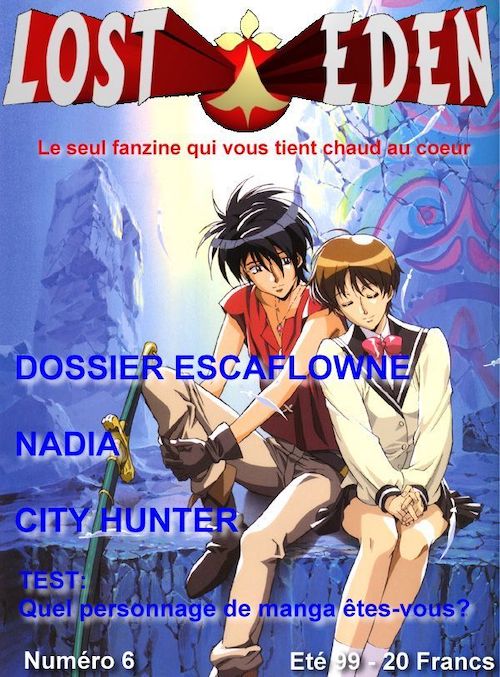 LOST EDEN
Le seul fanzine qui vous tient chaud au coeur
DOSSIER ESCAFLOWNE
NADIA
CITY HUNTER
TEST:
Quel personnage de manga êtes-vous?
Numéro 6
Eté 99 - 20 Francs